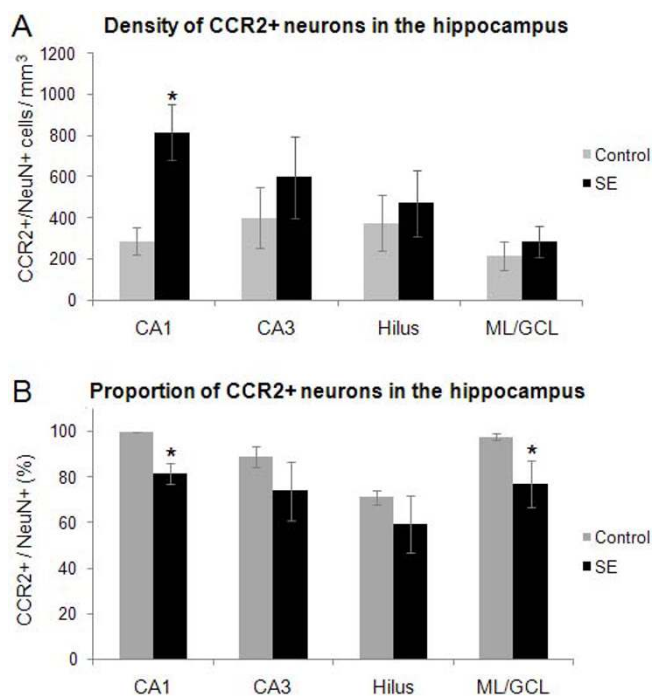 A
Density of CCR2+ neurons in the hippocampus
CCR2+/NeuN+ cells / mm³
1200
1000
800
600
400
200
0
*
Control
SE
CA1 CA3 Hilus ML/GCL
B
Proportion of CCR2+ neurons in the hippocampus
CCR2+ / NeuN+ (%)
100
80
60
40
20
0
* *
Control
SE
CA1 CA3 Hilus ML/GCL